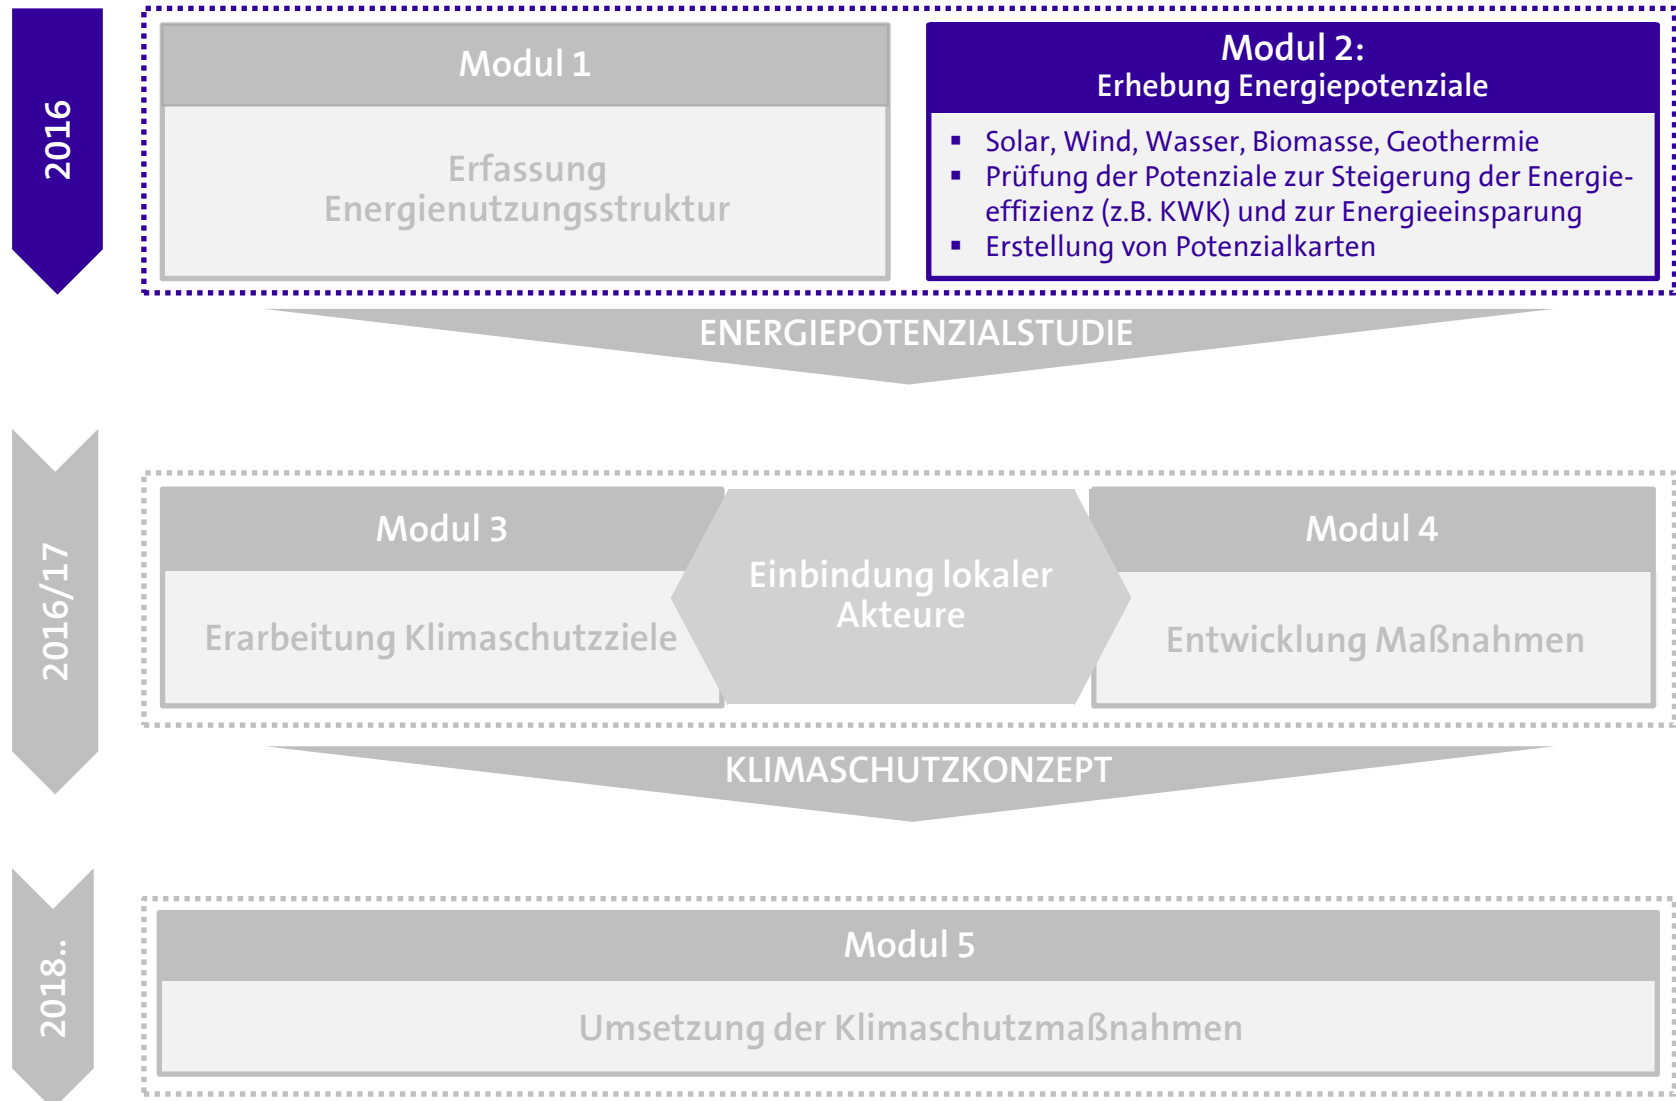 2016
Modul 1
Erfassung
Energienutzungsstruktur
Modul 2:
Erhebung Energiepotenziale
▪ Solar, Wind, Wasser, Biomasse, Geothermie
▪ Prüfung der Potenziale zur Steigerung der Energie-
effizienz (z.B. KWK) und zur Energieeinsparung
▪ Erstellung von Potenzialkarten
ENERGIEPOTENZIALSTUDIE
2016/17
Modul 3
Erarbeitung Klimaschutzziele
Einbindung lokaler
Akteure
Modul 4
Entwicklung Maßnahmen
KLIMASCHUTZKONZEPT
2018..
Modul 5
Umsetzung der Klimaschutzmaßnahmen